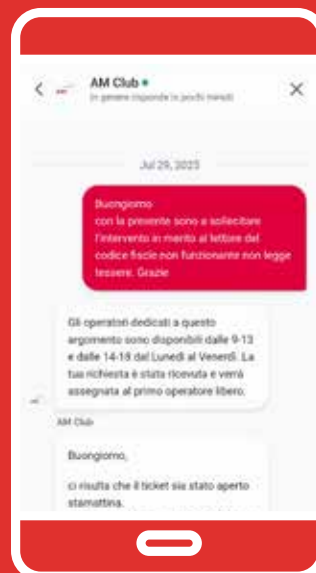 AM Club
in genere risponde in pochi minuti
Jul 29, 2025
Buongiorno
con la presente sono a sollecitare
l'intervento in merito al lettore del
codice fiscle non funzionante non legge
tessere. Grazie
Gli operatori dedicati a questo
argomento sono disponibili dalle 9-13
e dalle 14-18 dal Lunedì al Venerdì. La
tua richiesta è stata ricevuta e verrà
assegnata al primo operatore libero.
AM Club
Buongiorno,
ci risulta che il ticket sia stato aperto
stamattina.